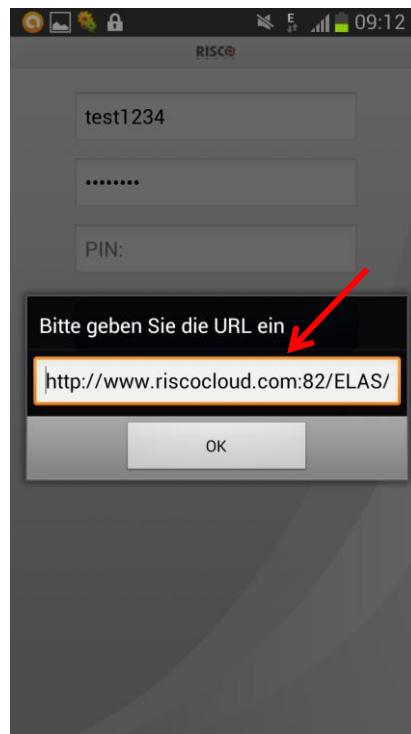 E
09:12
RISCO
test1234
••••••••
PIN:
Bitte geben Sie die URL ein
http://www.riscocloud.com:82/ELAS/
OK